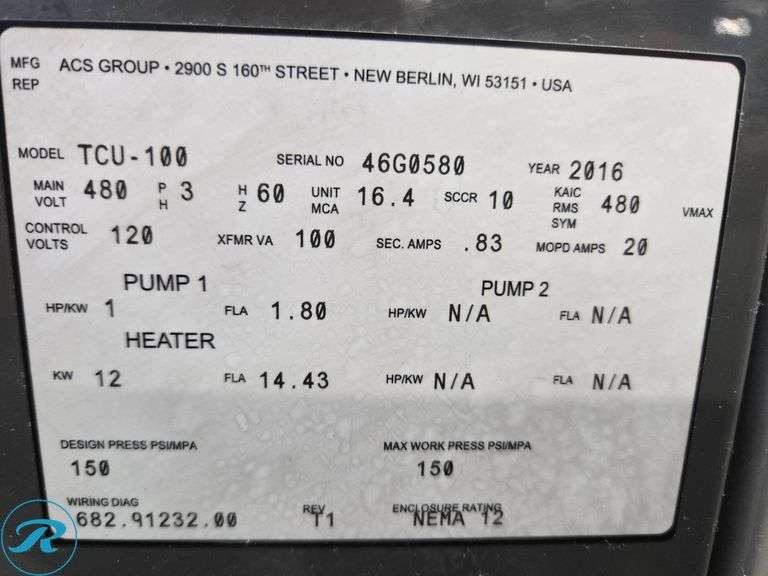 MFG REP ACS GROUP • 2900 S 160TH STREET • NEW BERLIN, WI 53151 • USA
MODEL TCU-100 SERIAL NO 46G0580 YEAR 2016
MAIN VOLT 480 PH 3 HZ 60 UNIT MCA 16.4 SCCR 10 KAIC RMS SYM 480 VMAX
CONTROL VOLTS 120 XFMR VA 100 SEC. AMPS .83 MOPD AMPS 20
PUMP 1 PUMP 2
HP/KW 1 FLA 1.80 HP/KW N/A FLA N/A
HEATER
KW 12 FLA 14.43 HP/KW N/A FLA N/A
DESIGN PRESS PSI/MPA MAX WORK PRESS PSI/MPA
150 150
WIRING DIAG 682.91232.00 REV T1 ENCLOSURE RATING NEMA 12
R